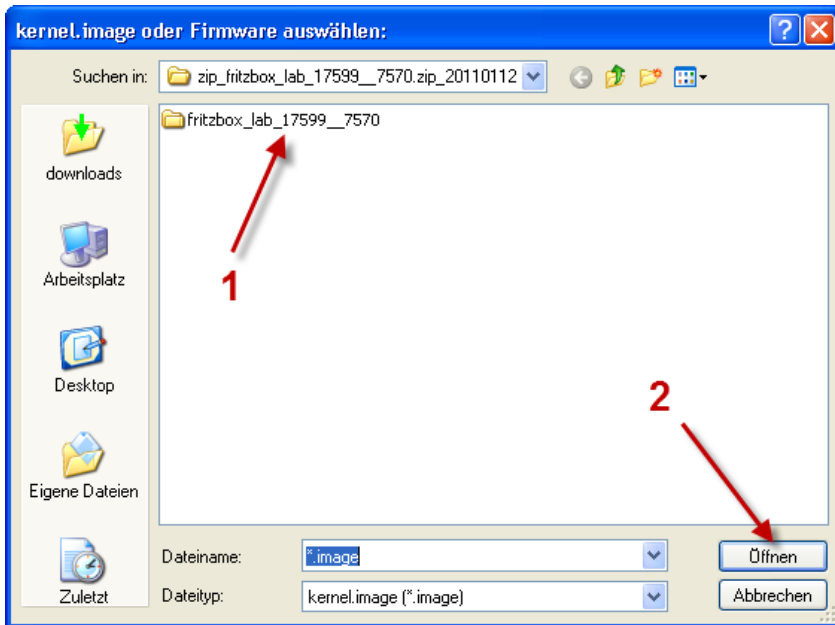 kernel.image oder Firmware auswählen:
Suchen in: zip_fritzbox_lab_17599__7570.zip_20110112
fritzbox_lab_17599__7570
downloads
Arbeitsplatz
1
Desktop
2
Eigene Dateien
Dateiname: *.image Öffnen
Zuletzt Dateityp: kernel.image (*.image) Abbrechen